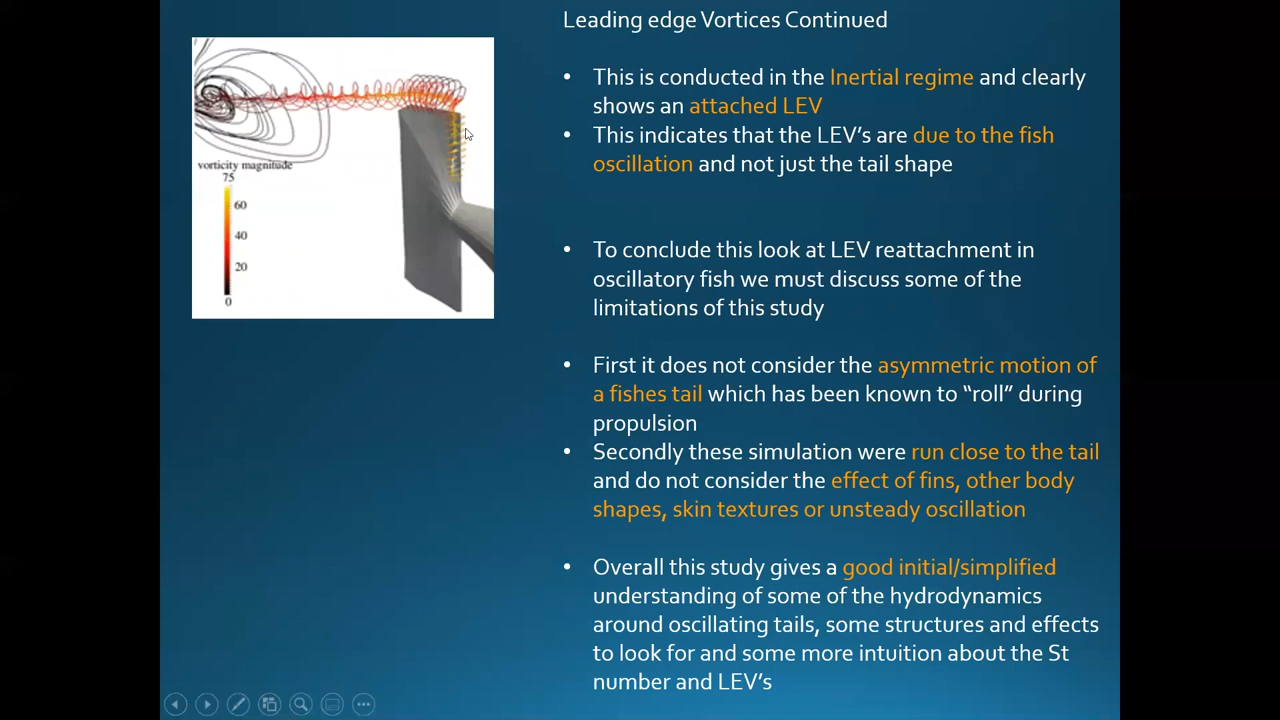 Leading edge Vortices Continued
• This is conducted in the Inertial regime and clearly
shows an attached LEV
• This indicates that the LEV's are due to the fish
oscillation and not just the tail shape
• To conclude this look at LEV reattachment in
oscillatory fish we must discuss some of the
limitations of this study
• First it does not consider the asymmetric motion of
a fishes tail which has been known to “roll” during
propulsion
• Secondly these simulation were run close to the tail
and do not consider the effect of fins, other body
shapes, skin textures or unsteady oscillation
• Overall this study gives a good initial/simplified
understanding of some of the hydrodynamics
around oscillating tails, some structures and effects
to look for and some more intuition about the St
number and LEV's
vorticity magnitude
75
60
40
20
0